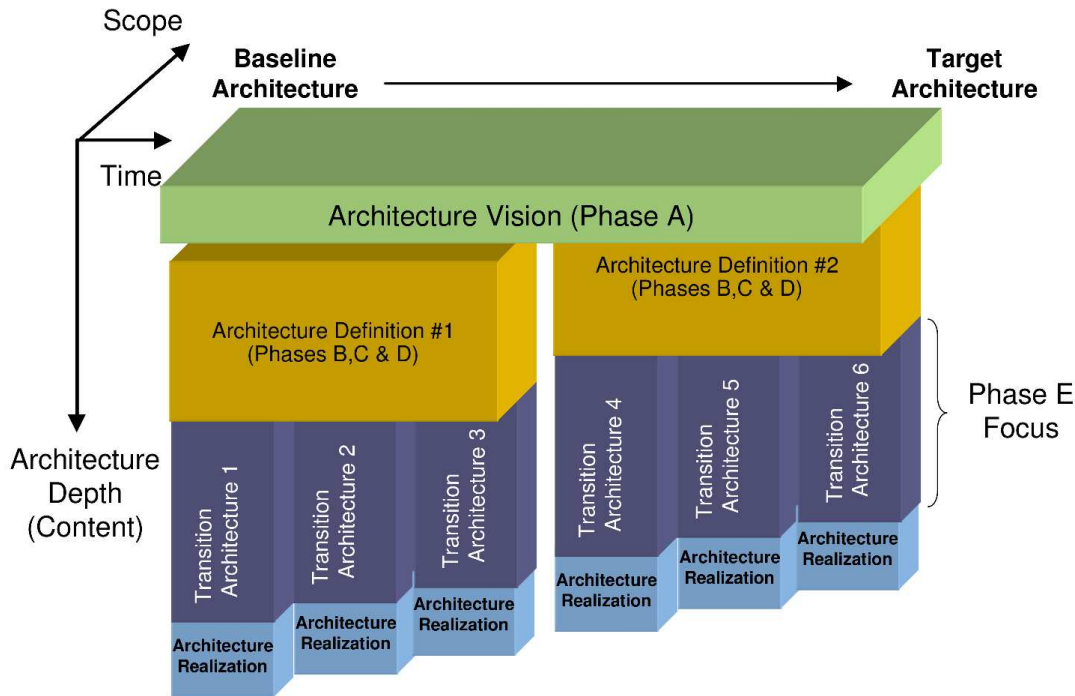 Scope
Baseline
Architecture
Target
Architecture
Time
Architecture Vision (Phase A)
Architecture Definition #1
(Phases B,C & D)
Architecture Definition #2
(Phases B,C & D)
Architecture
Depth
(Content)
Transition
Architecture 1
Transition
Architecture 2
Transition
Architecture 3
Transition
Architecture 4
Transition
Architecture 5
Transition
Architecture 6
Phase E
Focus
Architecture
Realization
Architecture
Realization
Architecture
Realization
Architecture
Realization
Architecture
Realization
Architecture
Realization